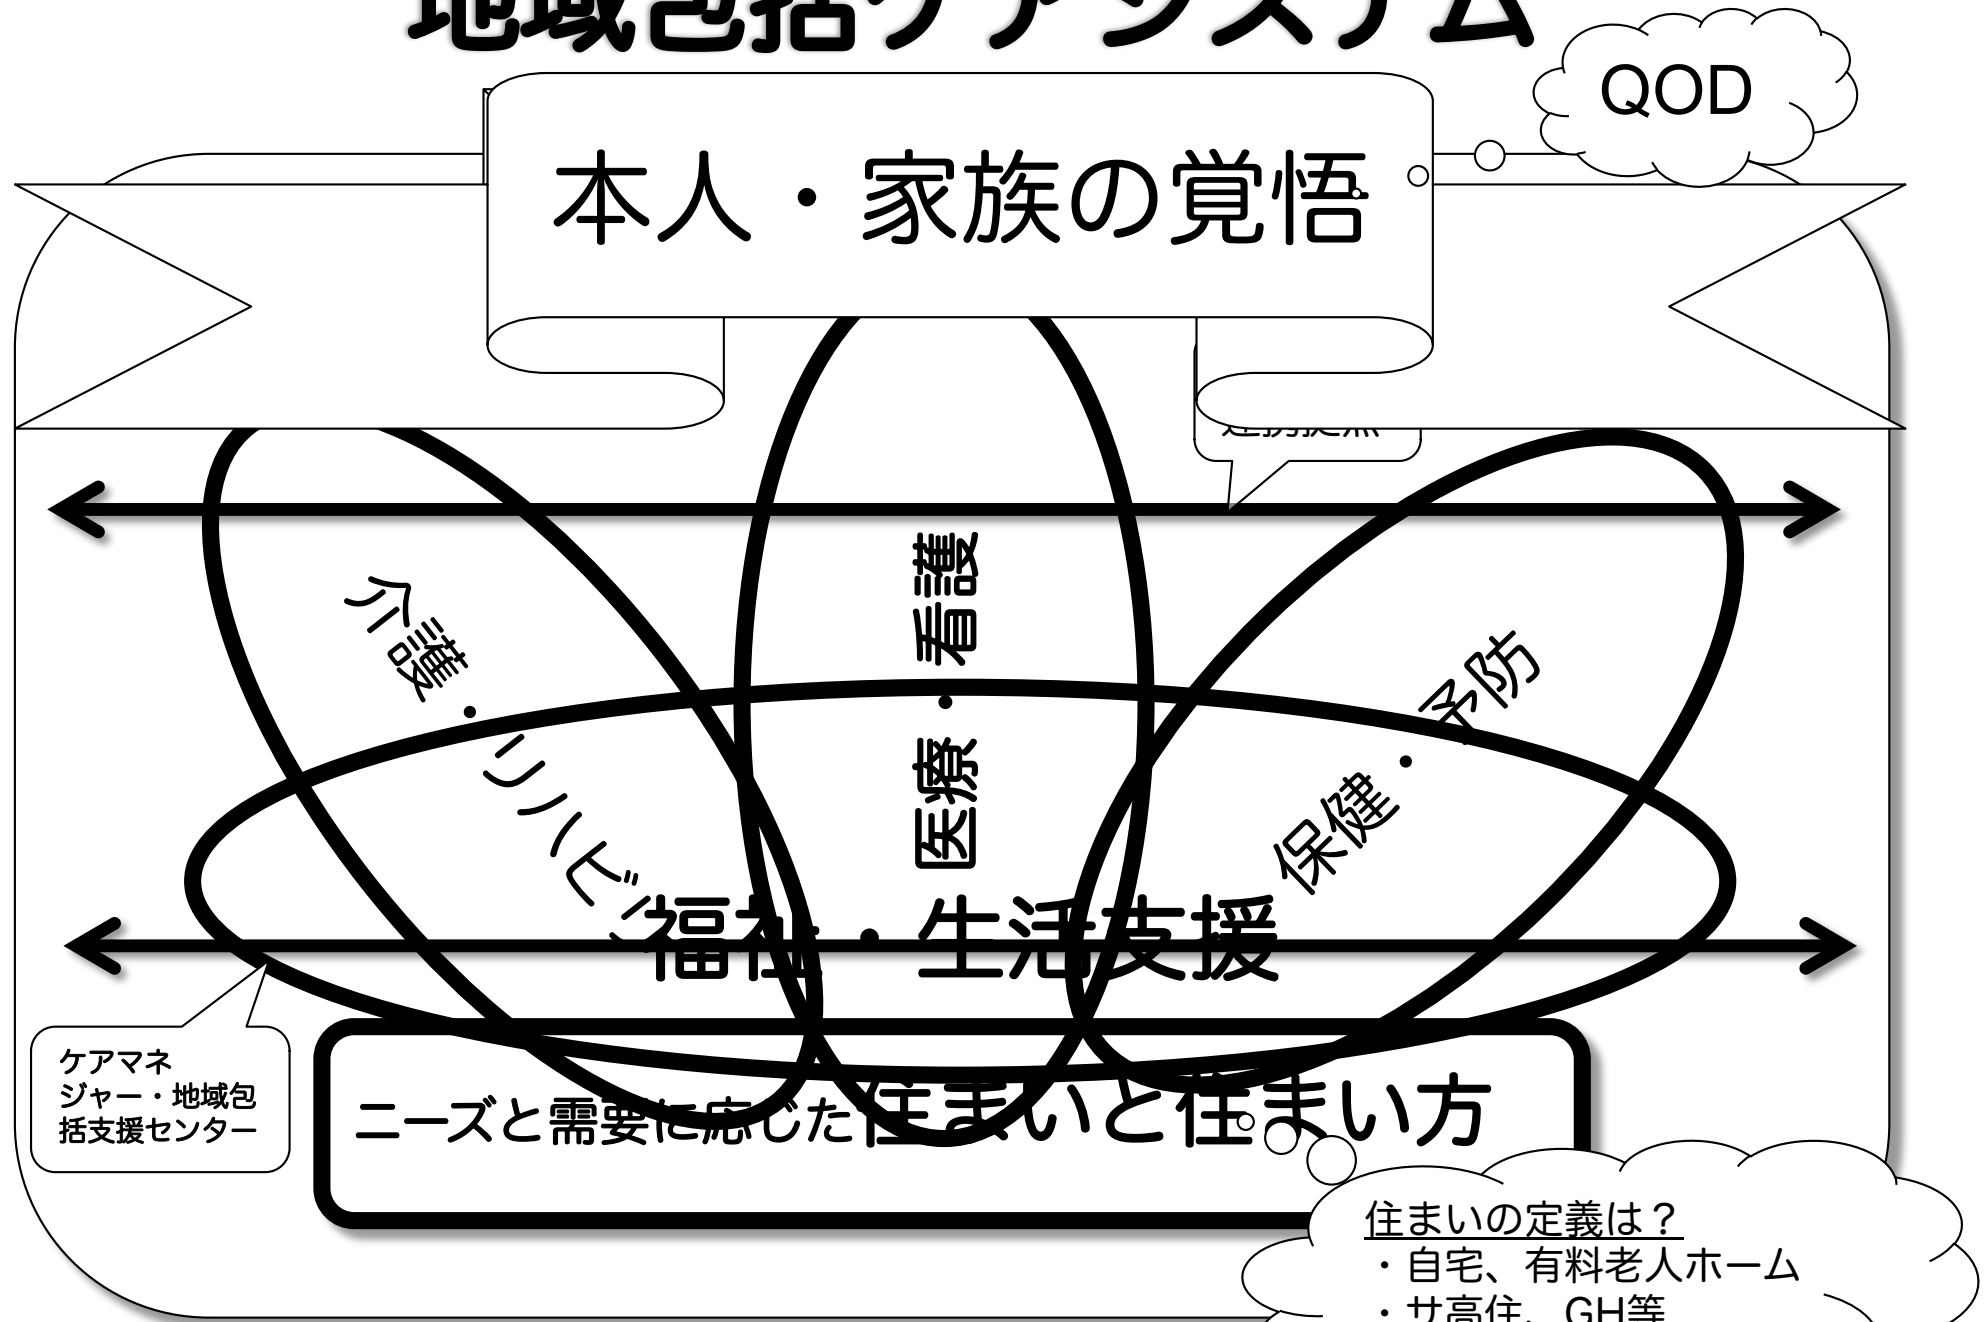 地域包括ケアシステム
QOD
本人・家族の覚悟
連携拠点
介護・リハビリ
医療・看護
保健・予防
福祉・生活支援
ケアマネ
ジャー・地域包
括支援センター
ニーズと需要に応じた住まいと住まい方
住まいの定義は？
・自宅、有料老人ホーム
・サ高住、GH等